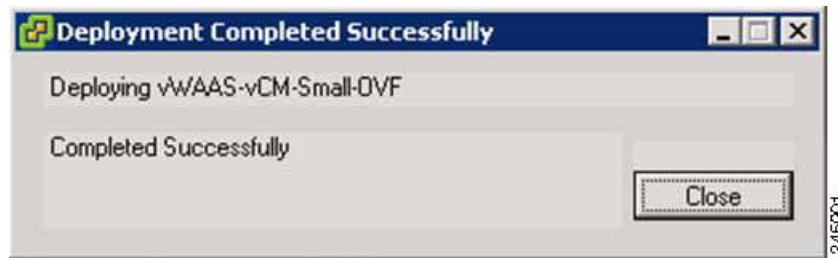 Deployment Completed Successfully
Deploying vWAAS-vCM-Small-OVF
Completed Successfully
Close